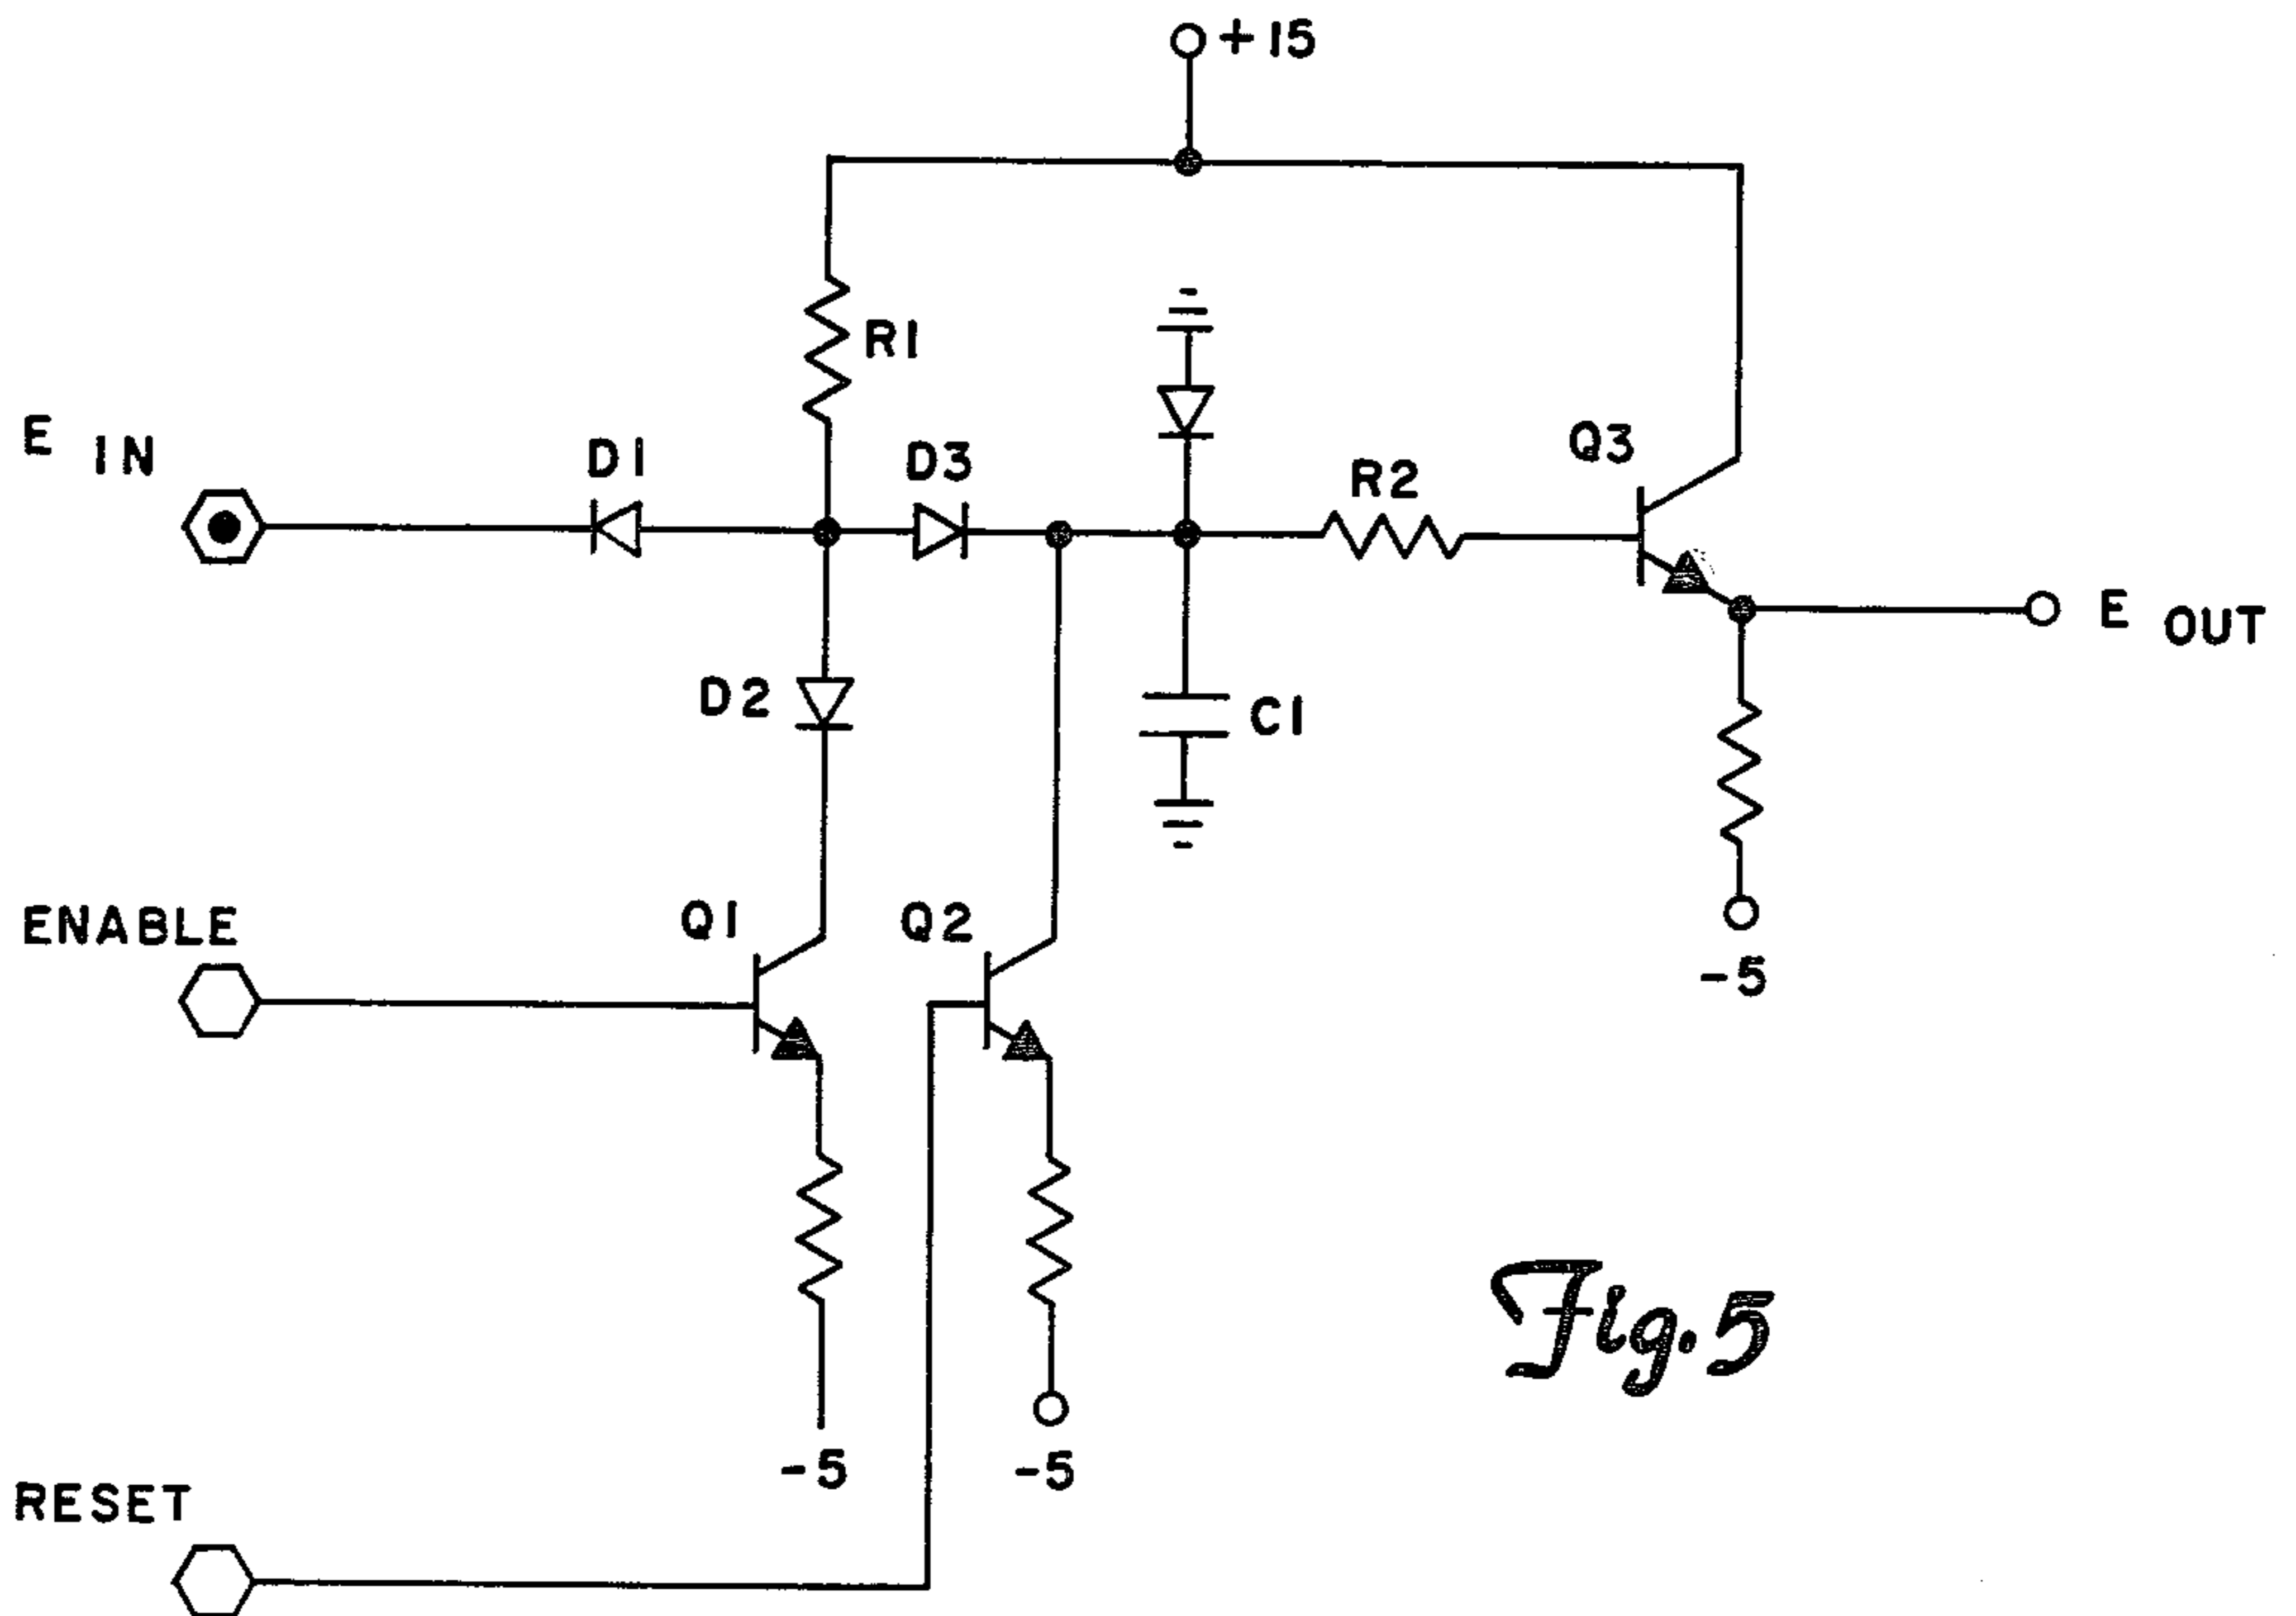 +15
R1
E IN
D1
D3
R2
Q3
E OUT
D2
C1
ENABLE
Q1
Q2
-5
-5
-5
RESET
Fig. 5